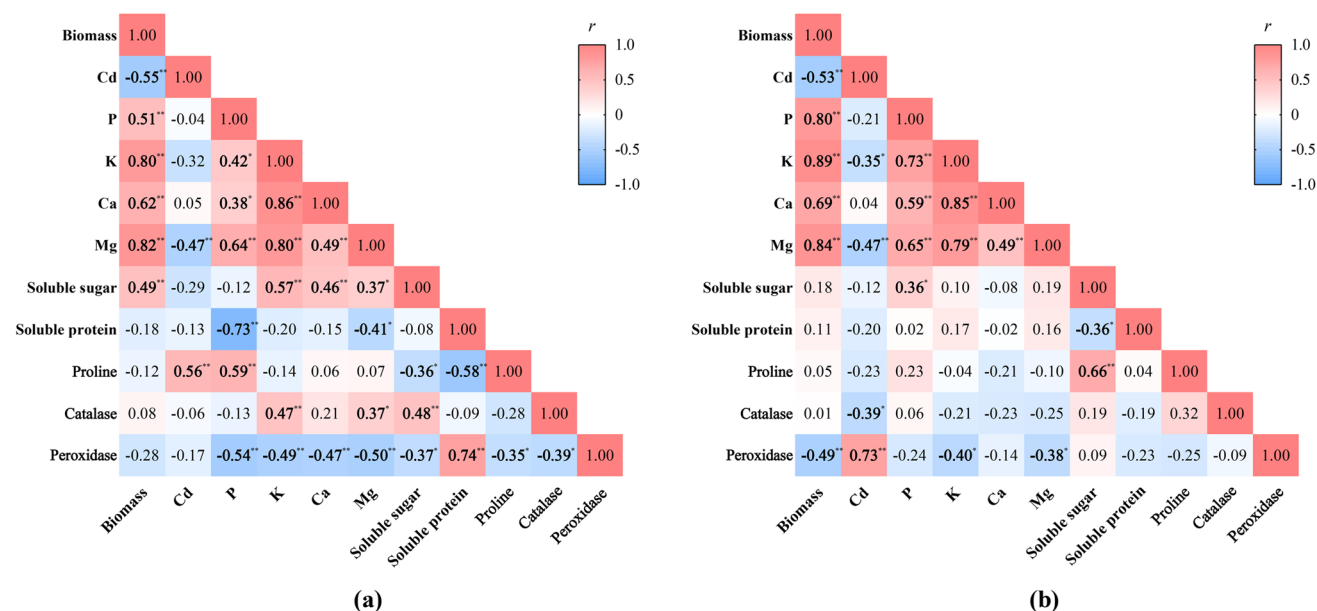 Biomass 1.00
Cd -0.55** 1.00
P 0.51** -0.04 1.00
K 0.80** -0.32 0.42* 1.00
Ca 0.62** 0.05 0.38* 0.86** 1.00
Mg 0.82** -0.47** 0.64** 0.80** 0.49** 1.00
Soluble sugar 0.49** -0.29 -0.12 0.57** 0.46** 0.37* 1.00
Soluble protein -0.18 -0.13 -0.73** -0.20 -0.15 -0.41* -0.08 1.00
Proline -0.12 0.56** 0.59** -0.14 0.06 0.07 -0.36* -0.58** 1.00
Catalase 0.08 -0.06 -0.13 0.47** 0.21 0.37* 0.48** -0.09 -0.28 1.00
Peroxidase -0.28 -0.17 -0.54** -0.49** -0.47** -0.50** -0.37* 0.74** -0.35* -0.39* 1.00
Biomass Cd P K Ca Mg Soluble sugar Soluble protein Proline Catalase Peroxidase
r
1.0
0.5
0
-0.5
-1.0
(a)
Biomass 1.00
Cd -0.53** 1.00
P 0.80** -0.21 1.00
K 0.89** -0.35* 0.73** 1.00
Ca 0.69** 0.04 0.59** 0.85** 1.00
Mg 0.84** -0.47** 0.65** 0.79** 0.49** 1.00
Soluble sugar 0.18 -0.12 0.36* 0.10 -0.08 0.19 1.00
Soluble protein 0.11 -0.20 0.02 0.17 -0.02 0.16 -0.36* 1.00
Proline 0.05 -0.23 0.23 -0.04 -0.21 -0.10 0.66** 0.04 1.00
Catalase 0.01 -0.39* 0.06 -0.21 -0.23 -0.25 0.19 -0.19 0.32 1.00
Peroxidase -0.49** 0.73** -0.24 -0.40* -0.14 -0.38* 0.09 -0.23 -0.25 -0.09 1.00
Biomass Cd P K Ca Mg Soluble sugar Soluble protein Proline Catalase Peroxidase
r
1.0
0.5
0
-0.5
-1.0
(b)